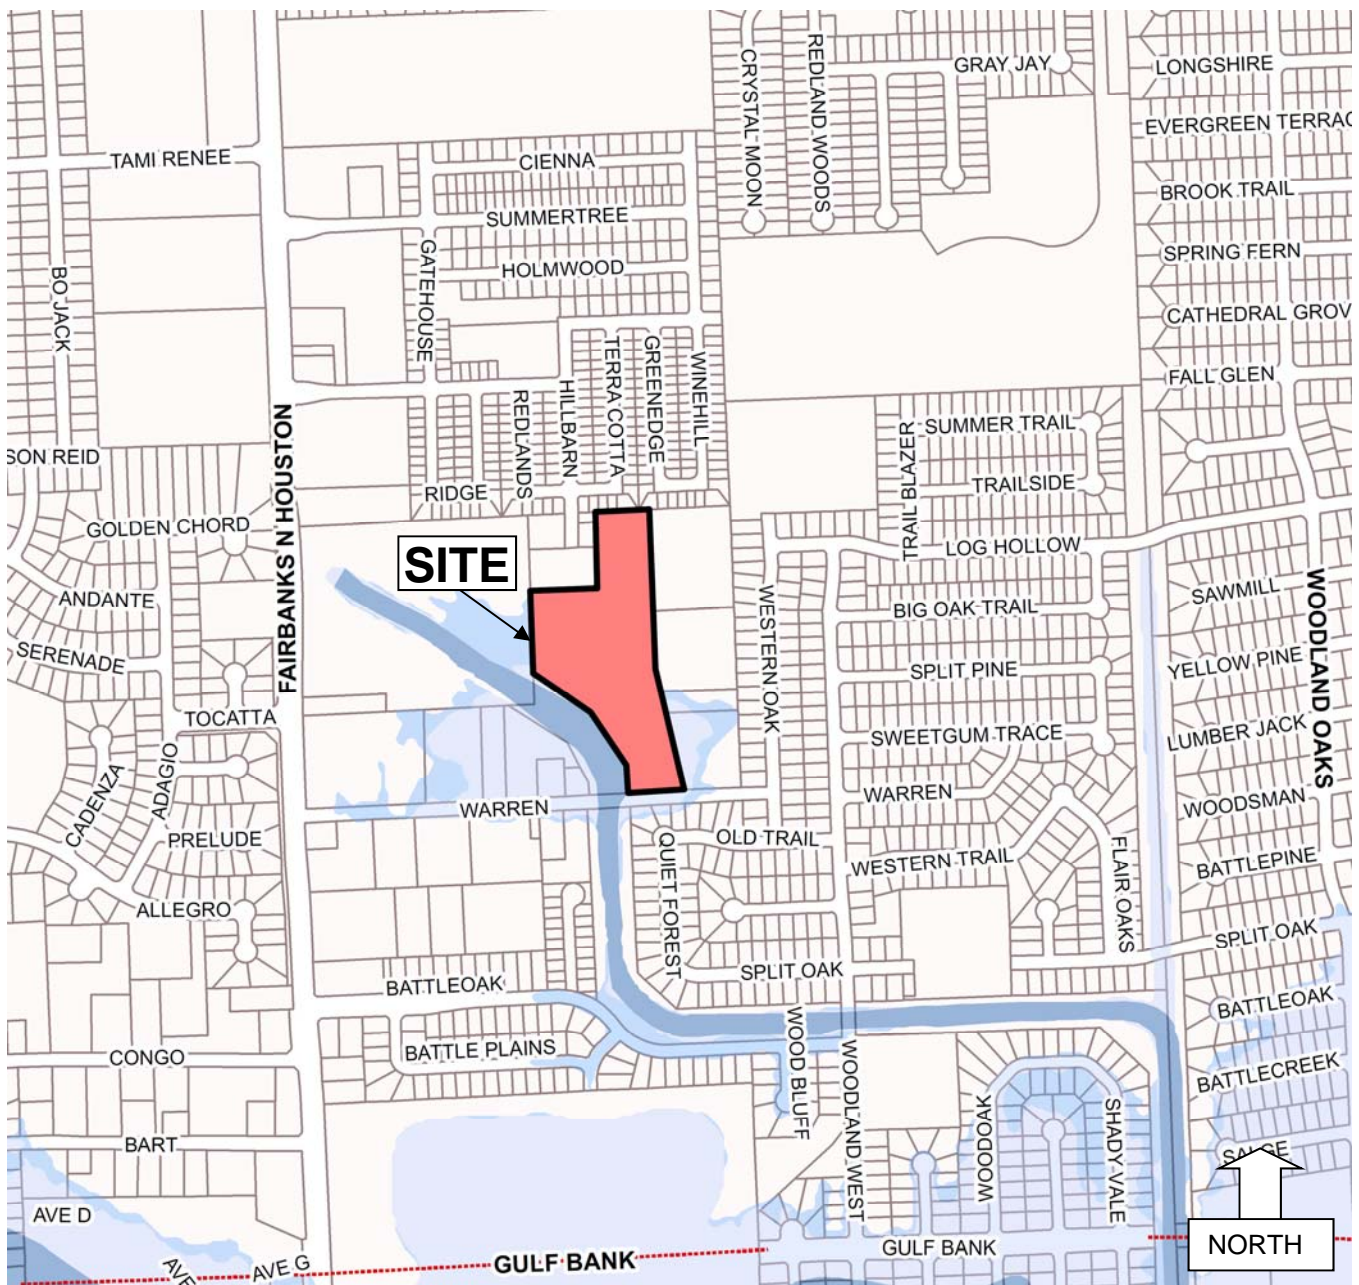 CRYSTAL MOON
REDLAND WOODS
GRAY JAY
LONGSHIRE
EVERGREEN TERRAC
TAMI RENEE
CIENNA
BROOK TRAIL
SUMMERTREE
GATEHOUSE
SPRING FERN
BO JACK
HOLMWOOD
CATHEDRAL GROV
TERRA COTTA
GREENEDGE
WINEHILL
FALL GLEN
REDLANDS
HILLBARN
FAIRBANKS N HOUSTON
TRAIL BLAZER
SUMMER TRAIL
SON REID
RIDGE
TRAILSIDE
GOLDEN CHORD
SITE
LOG HOLLOW
WESTERN OAK
WOODLAND OAKS
SAWMILL
ANDANTE
BIG OAK TRAIL
SERENADE
SPLIT PINE
YELLOW PINE
TOCATTA
SWEETGUM TRACE
LUMBER JACK
ADAGIO
CADENZA
WARREN
WARREN
WOODSMAN
PRELUDE
QUIET FOREST
OLD TRAIL
WESTERN TRAIL
FLAIR OAKS
BATTLEPINE
ALLEGRO
SPLIT OAK
BATTLEOAK
SPLIT OAK
BATTLEOAK
WOOD BLUFF
CONGO
BATTLE PLAINS
WOODLAND WEST
BATTLECREEK
WOODOAK
SHADY VALE
BART
SALGE
AVE D
NORTH
AVE G
GULF BANK
GULF BANK
AVE